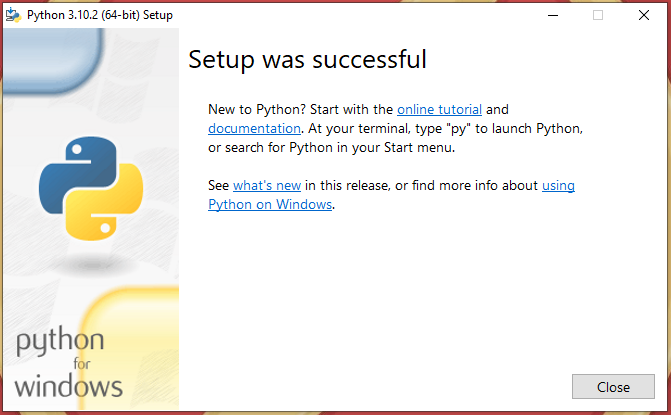 Python 3.10.2 (64-bit) Setup
Setup was successful
New to Python? Start with the online tutorial and
documentation. At your terminal, type "py" to launch Python,
or search for Python in your Start menu.
See what's new in this release, or find more info about using
Python on Windows.
python
for
windows
Close